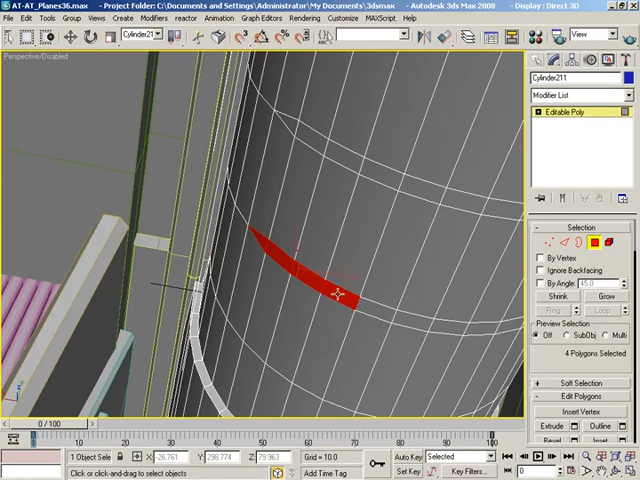 AT-AT_Planes36.max - Project Folder: C:\Documents and Settings\Administrator\My Documents\3dsmax - Autodesk 3ds Max 2008 - Display : Direct 3D
File Edit Tools Group Views Create Modifiers reactor Animation Graph Editors Rendering Customize MAXScript Help
Cylinder21 View
Perspective/Disabled
Cylinder211
Modifier List
Editable Poly
Selection
By Vertex
Ignore Backfacing
By Angle: 45.0
Shrink Grow
Ring Loop
Preview Selection
Off SubObj Multi
4 Polygons Selected
Soft Selection
Edit Polygons
Insert Vertex
Extrude Outline
Bevel Inset
0 / 100
0 10 20 30 40 50 60 70 80 90 100
1 Object Sele X: -26.761 Y: 298.774 Z: 79.963 Grid = 10.0 Auto Key Selected
Click or click-and-drag to select objects Add Time Tag Set Key Key Filters... 0